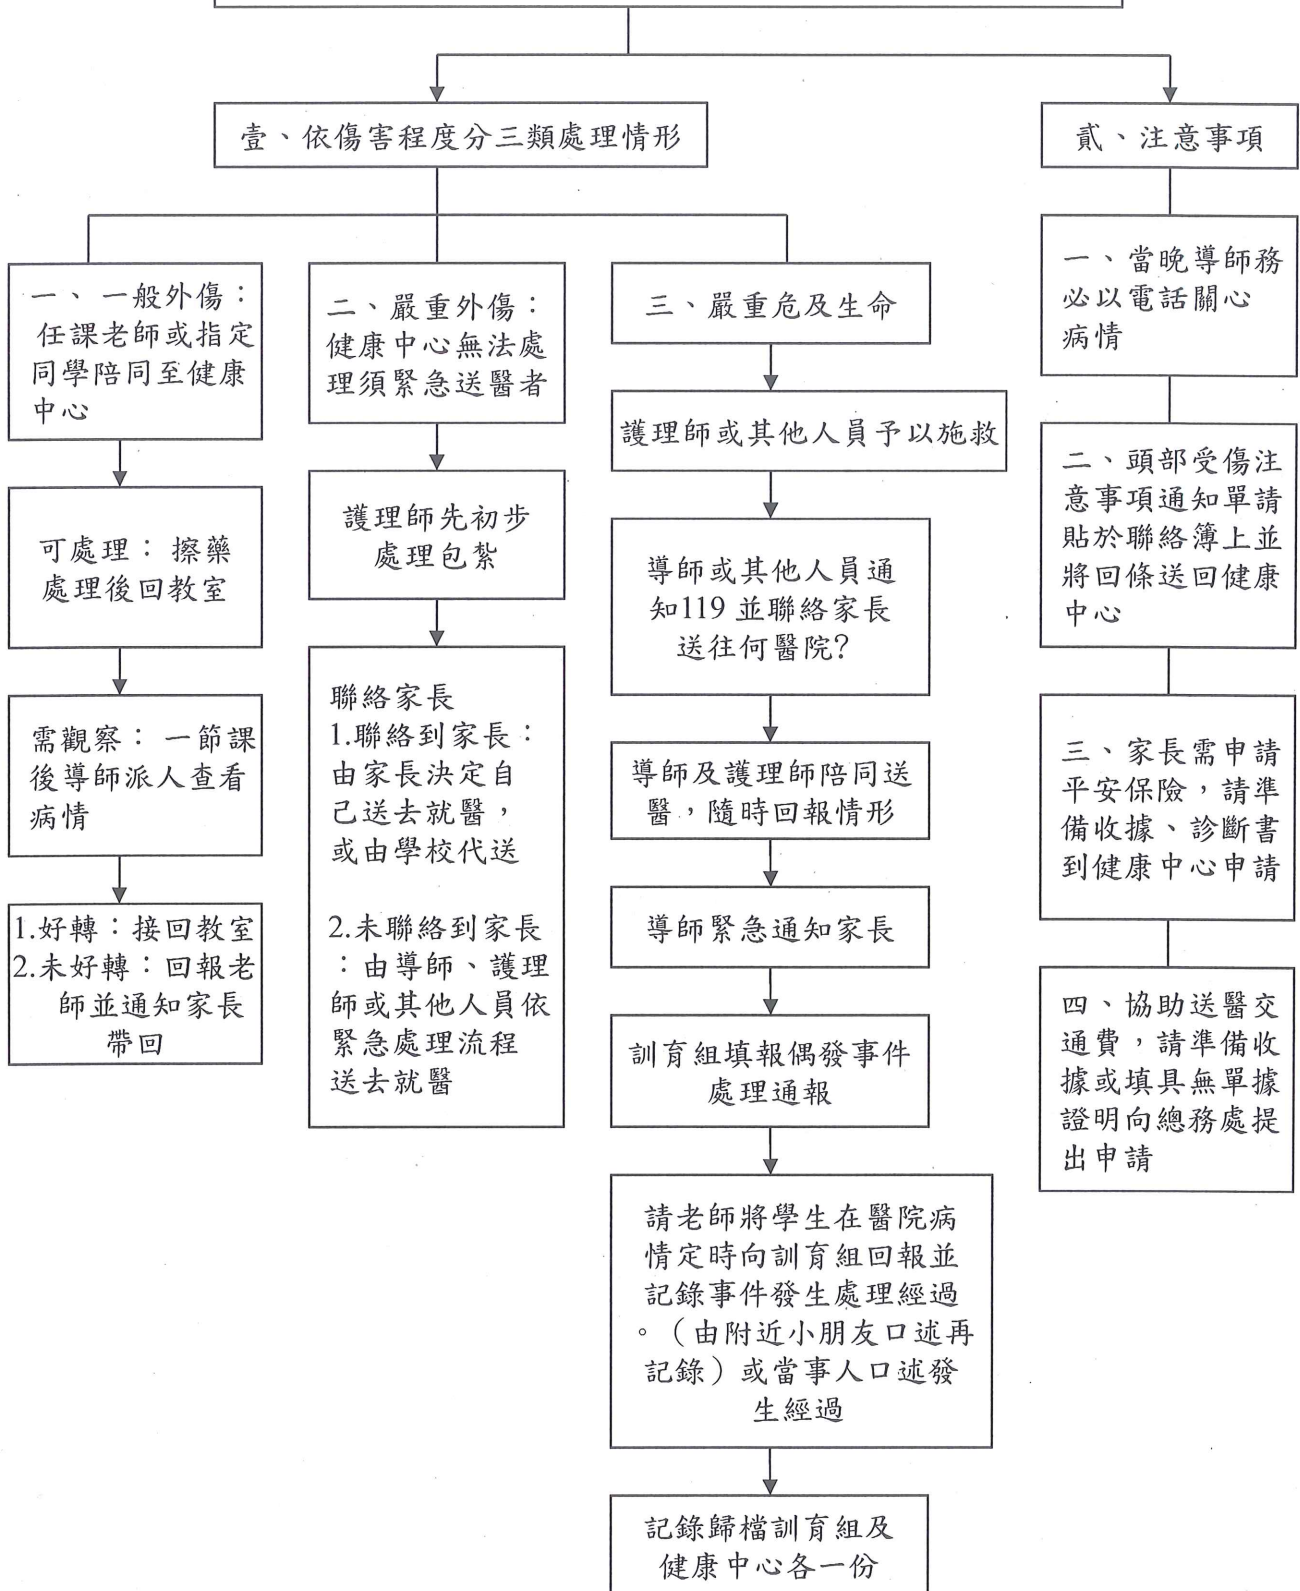 壹、依傷害程度分三類處理情形
貳、注意事項
一、 一般外傷：
任課老師或指定
同學陪同至健康
中心
可處理： 擦藥
處理後回教室
需觀察： 一節課
後導師派人查看
病情
1.好轉：接回教室
2.未好轉：回報老
師並通知家長
帶回
二、嚴重外傷：
健康中心無法處
理須緊急送醫者
護理師先初步
處理包紮
聯絡家長
1.聯絡到家長：
由家長決定自
己送去就醫，
或由學校代送
2.未聯絡到家長
：由導師、護理
師或其他人員依
緊急處理流程
送去就醫
三、嚴重危及生命
護理師或其他人員予以施救
導師或其他人員通
知119 並聯絡家長
送往何醫院?
導師及護理師陪同送
醫，隨時回報情形
導師緊急通知家長
訓育組填報偶發事件
處理通報
請老師將學生在醫院病
情定時向訓育組回報並
記錄事件發生處理經過
。（由附近小朋友口述再
記錄）或當事人口述發
生經過
記錄歸檔訓育組及
健康中心各一份
一、當晚導師務
必以電話關心
病情
二、頭部受傷注
意事項通知單請
貼於聯絡簿上並
將回條送回健康
中心
三、家長需申請
平安保險，請準
備收據、診斷書
到健康中心申請
四、協助送醫交
通費，請準備收
據或填具無單據
證明向總務處提
出申請